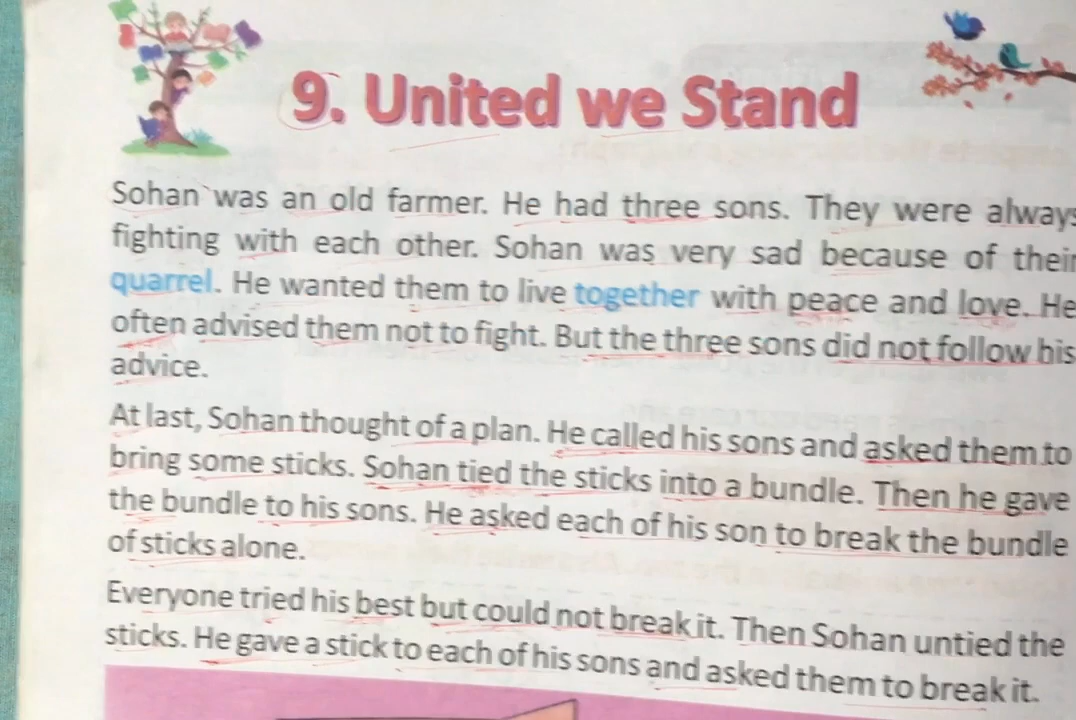 9. United we Stand
Sohan was an old farmer. He had three sons. They were always
fighting with each other. Sohan was very sad because of their
quarrel. He wanted them to live together with peace and love. He
often advised them not to fight. But the three sons did not follow his
advice.
At last, Sohan thought of a plan. He called his sons and asked them to
bring some sticks. Sohan tied the sticks into a bundle. Then he gave
the bundle to his sons. He asked each of his son to break the bundle
of sticks alone.
Everyone tried his best but could not break it. Then Sohan untied the
sticks. He gave a stick to each of his sons and asked them to break it.